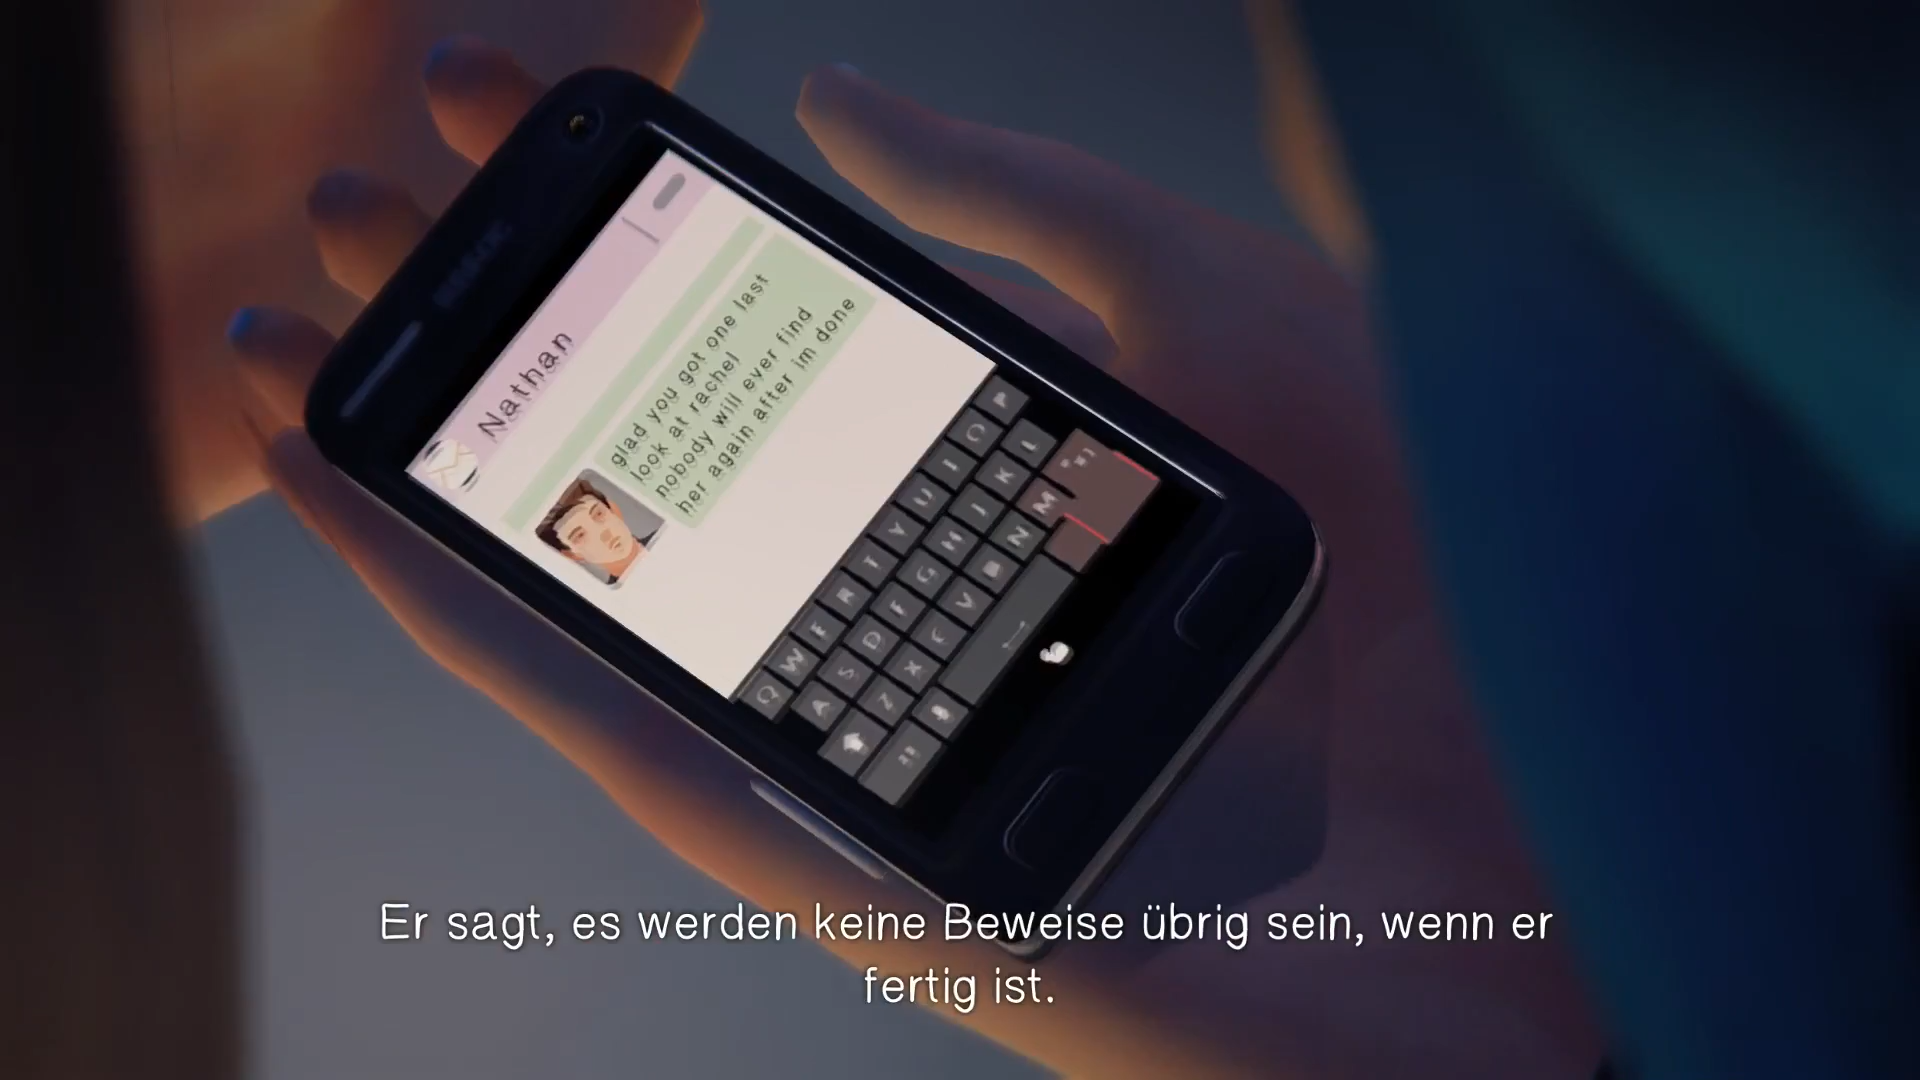 Nathan
glad you got one last
look at rachel
nobody will ever find
her again after im done
Q W E R T Y U I O P
A S D F G H J K L
Z X C V B N M
Er sagt, es werden keine Beweise übrig sein, wenn er
fertig ist.